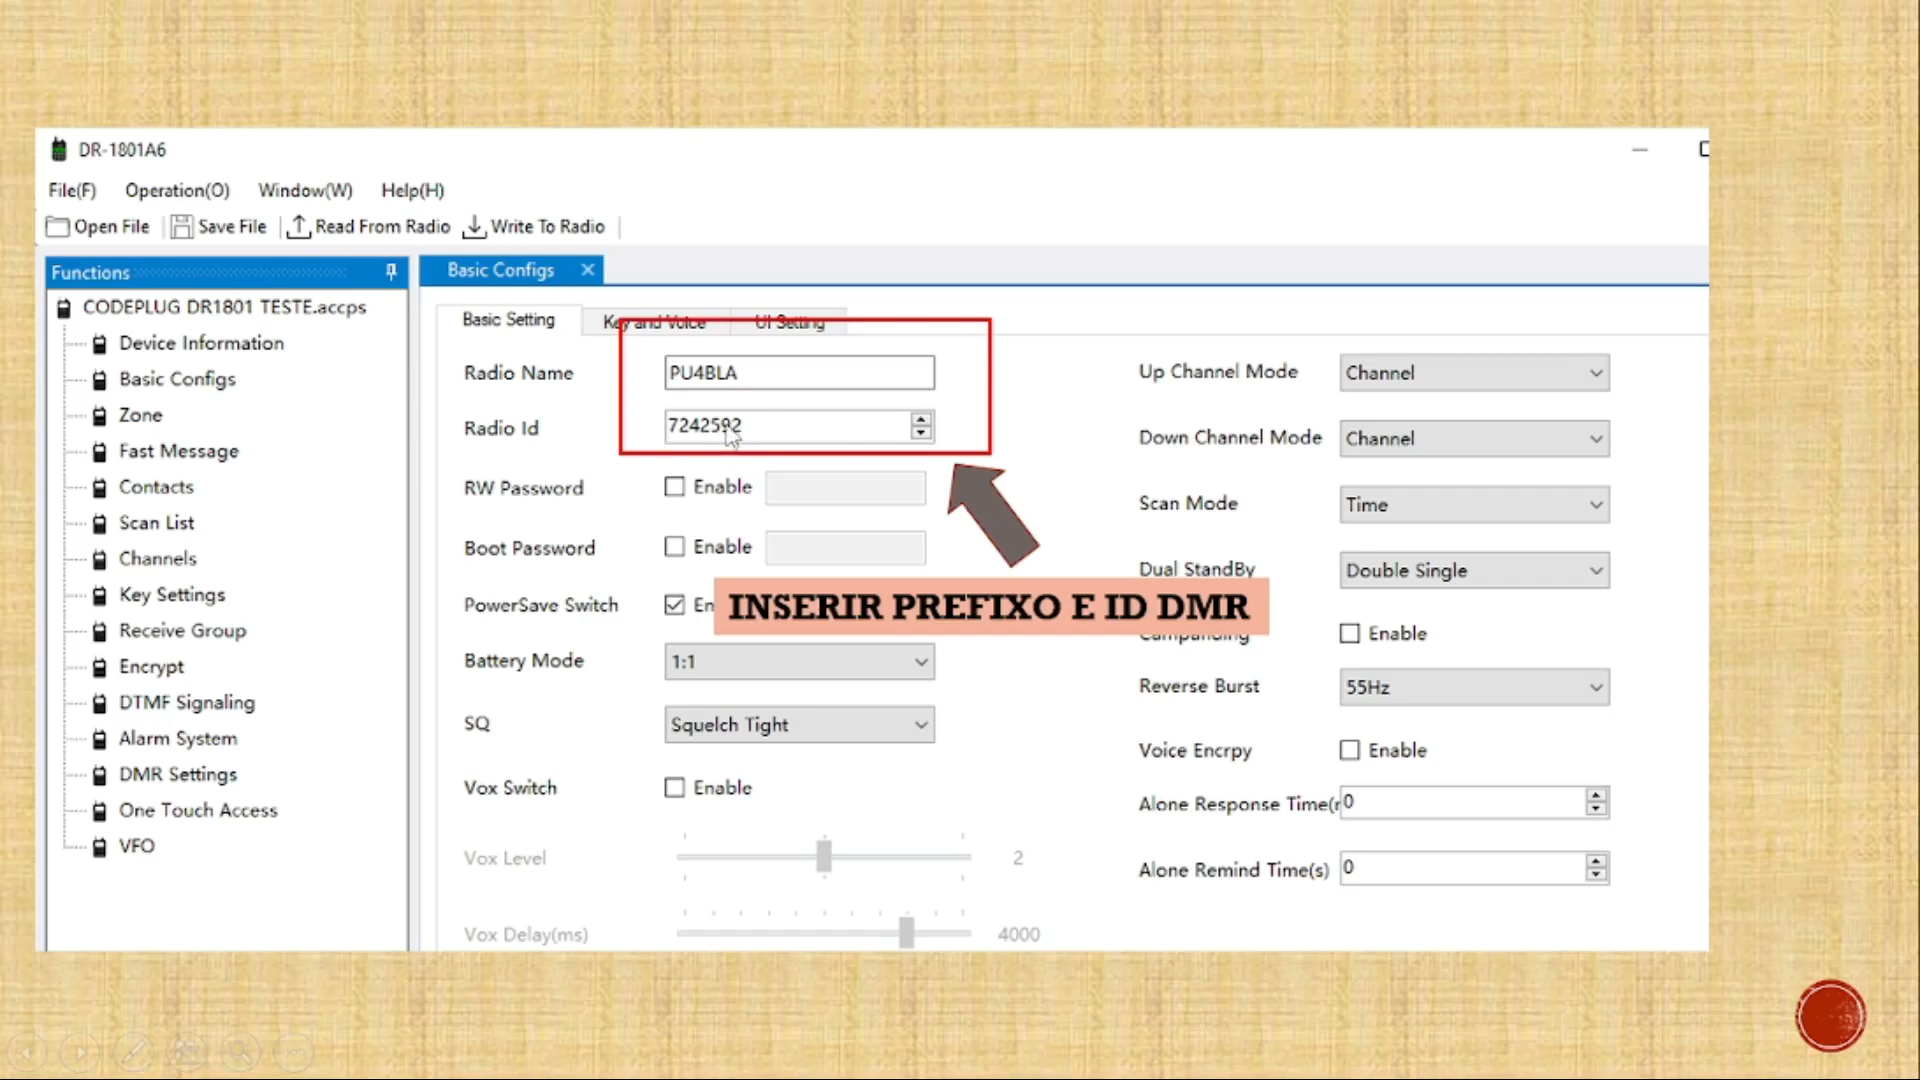 DR-1801A6
File(F) Operation(O) Window(W) Help(H)
Open File Save File Read From Radio Write To Radio
Functions
CODEPLUG DR1801 TESTE.accps
Device Information
Basic Configs
Zone
Fast Message
Contacts
Scan List
Channels
Key Settings
Receive Group
Encrypt
DTMF Signaling
Alarm System
DMR Settings
One Touch Access
VFO
Basic Configs
Basic Setting Key and Voice UI Setting
Radio Name PU4BLA
Radio Id 7242592
RW Password Enable
Boot Password Enable
PowerSave Switch En
Battery Mode 1:1
SQ Squelch Tight
Vox Switch Enable
Vox Level 2
Vox Delay(ms) 4000
Up Channel Mode Channel
Down Channel Mode Channel
Scan Mode Time
Dual StandBy Double Single
INSERIR PREFIXO E ID DMR
Campanding Enable
Reverse Burst 55Hz
Voice Encrpy Enable
Alone Response Time(r 0
Alone Remind Time(s) 0